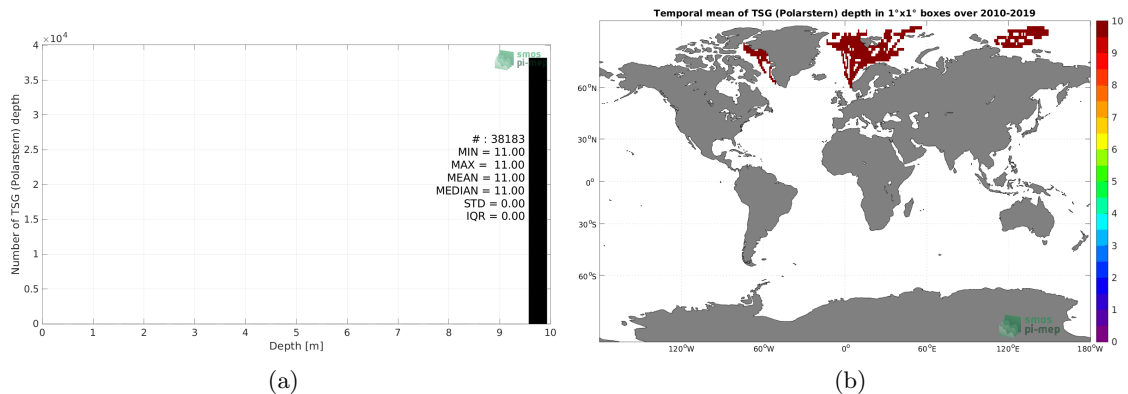 ×10⁴
4
3.5
3
2.5
2
1.5
1
0.5
0
Number of TSG (Polarstern) depth
smos
pi-mep
# : 38183
MIN = 11.00
MAX = 11.00
MEAN = 11.00
MEDIAN = 11.00
STD = 0.00
IQR = 0.00
0 1 2 3 4 5 6 7 8 9 10
Depth [m]
(a)
Temporal mean of TSG (Polarstern) depth in 1°x1° boxes over 2010-2019
60°N
30°N
0°
30°S
60°S
120°W 60°W 0° 60°E 120°E 180°W
smos
pi-mep
10
9
8
7
6
5
4
3
2
1
0
(b)